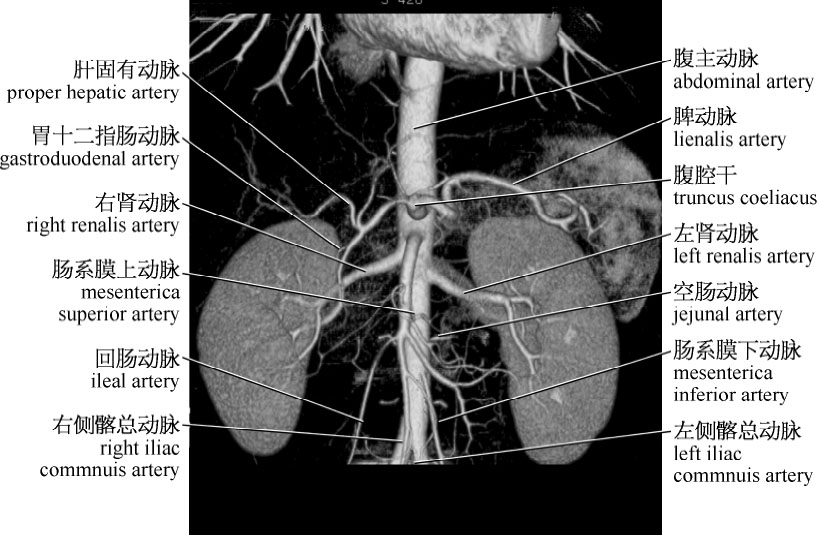 肝固有动脉
proper hepatic artery
胃十二指肠动脉
gastroduodenal artery
右肾动脉
right renalis artery
肠系膜上动脉
mesenterica
superior artery
回肠动脉
ileal artery
右侧髂总动脉
right iliac
commnuis artery
腹主动脉
abdominal artery
脾动脉
lienalis artery
腹腔干
truncus coeliacus
左肾动脉
left renalis artery
空肠动脉
jejunal artery
肠系膜下动脉
mesenterica
inferior artery
左侧髂总动脉
left iliac
commnuis artery